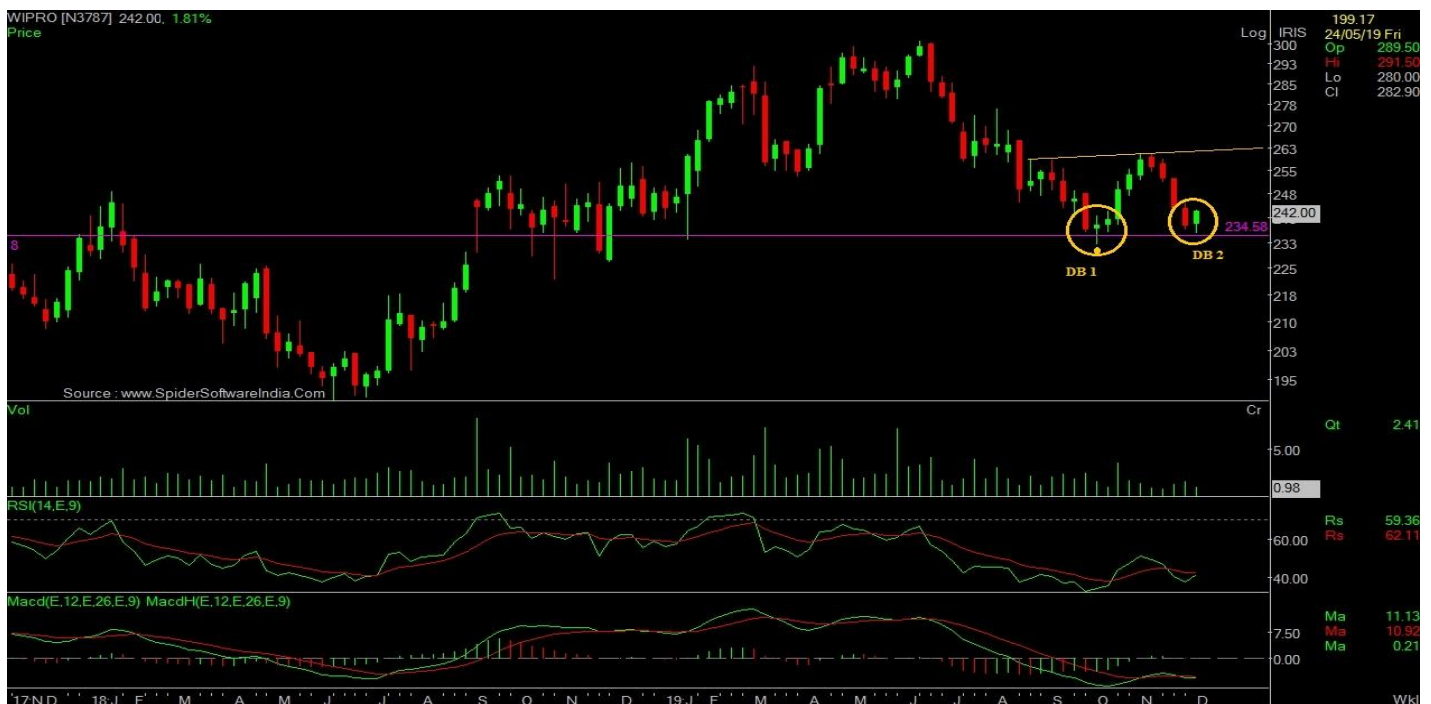 WIPRO [N3787] 242.00, 1.81%
Price
Log
IRIS
199.17
24/05/19 Fri
Op 289.50
Hi 291.50
Lo 280.00
Cl 282.90
300
293
285
278
270
263
255
248
242.00
234.58
233
225
218
210
203
195
8
DB 1
DB 2
Source : www.SpiderSoftwareIndia.Com
Vol
Cr
5.00
0.98
Qt 2.41
RSI(14,E,9)
60.00
40.00
Rs 59.36
Rs 62.11
Macd(E,12,E,26,E,9) MacdH(E,12,E,26,E,9)
7.50
0.00
Ma 11.13
Ma 10.92
Ma 0.21
'17:N D 18:J F M A M J J A S O N D 19:J F M A M J J A S O N D
Wkl